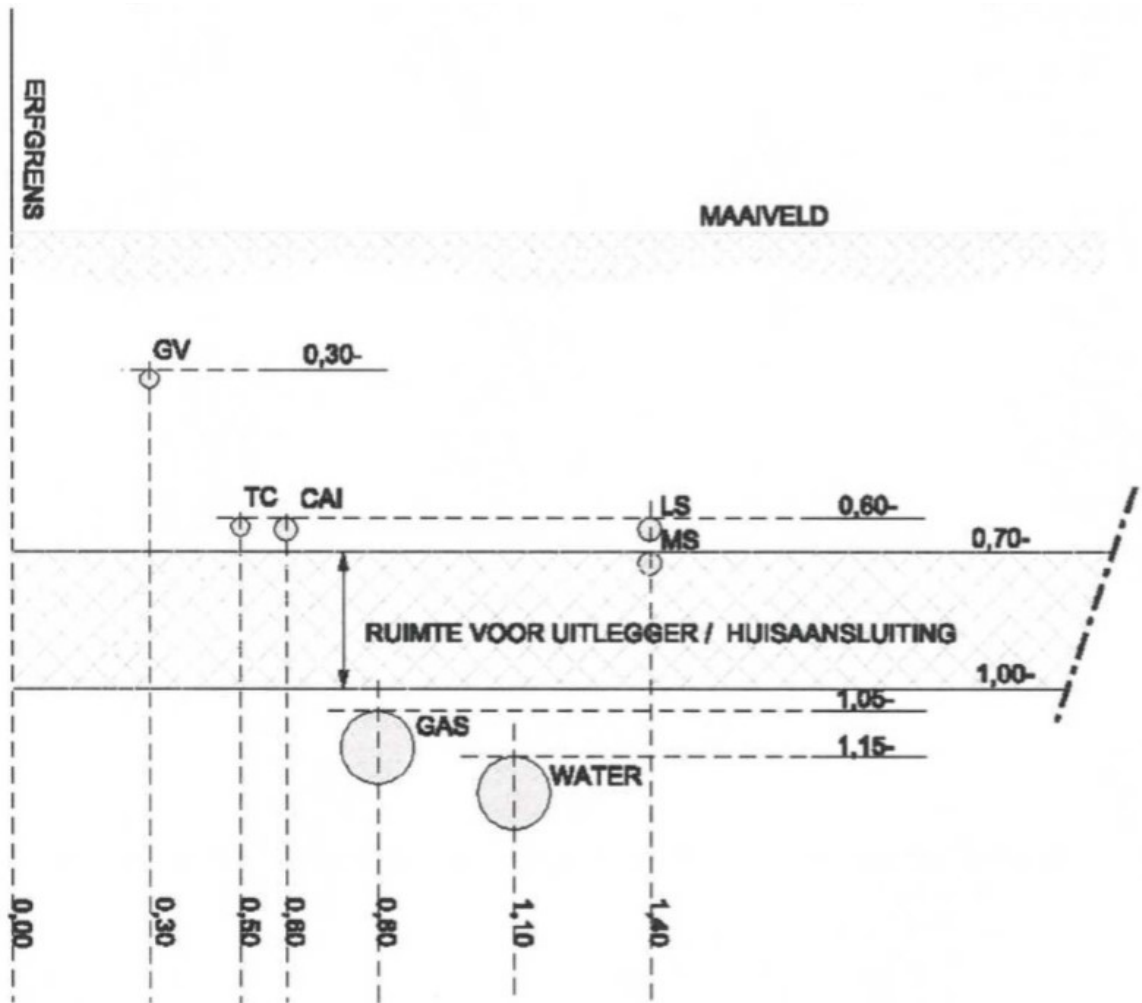 ERFGRENS
MAAIVELD
GV
0,30-
TC
CAI
LS
0,60-
MS
0,70-
RUIMTE VOOR UITLEGGER / HUISAANSLUITING
1,00-
1,05-
GAS
1,15-
WATER
0,00
0,30
0,50
0,60
0,80
1,10
1,40